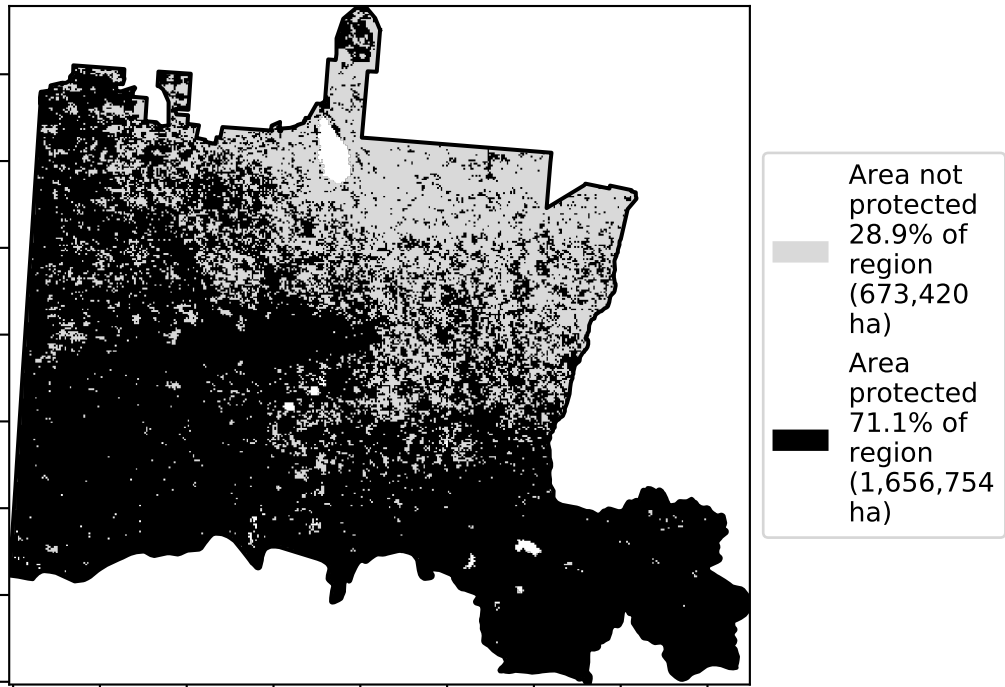 Area not
protected
28.9% of
region
(673,420
ha)
Area
protected
71.1% of
region
(1,656,754
ha)